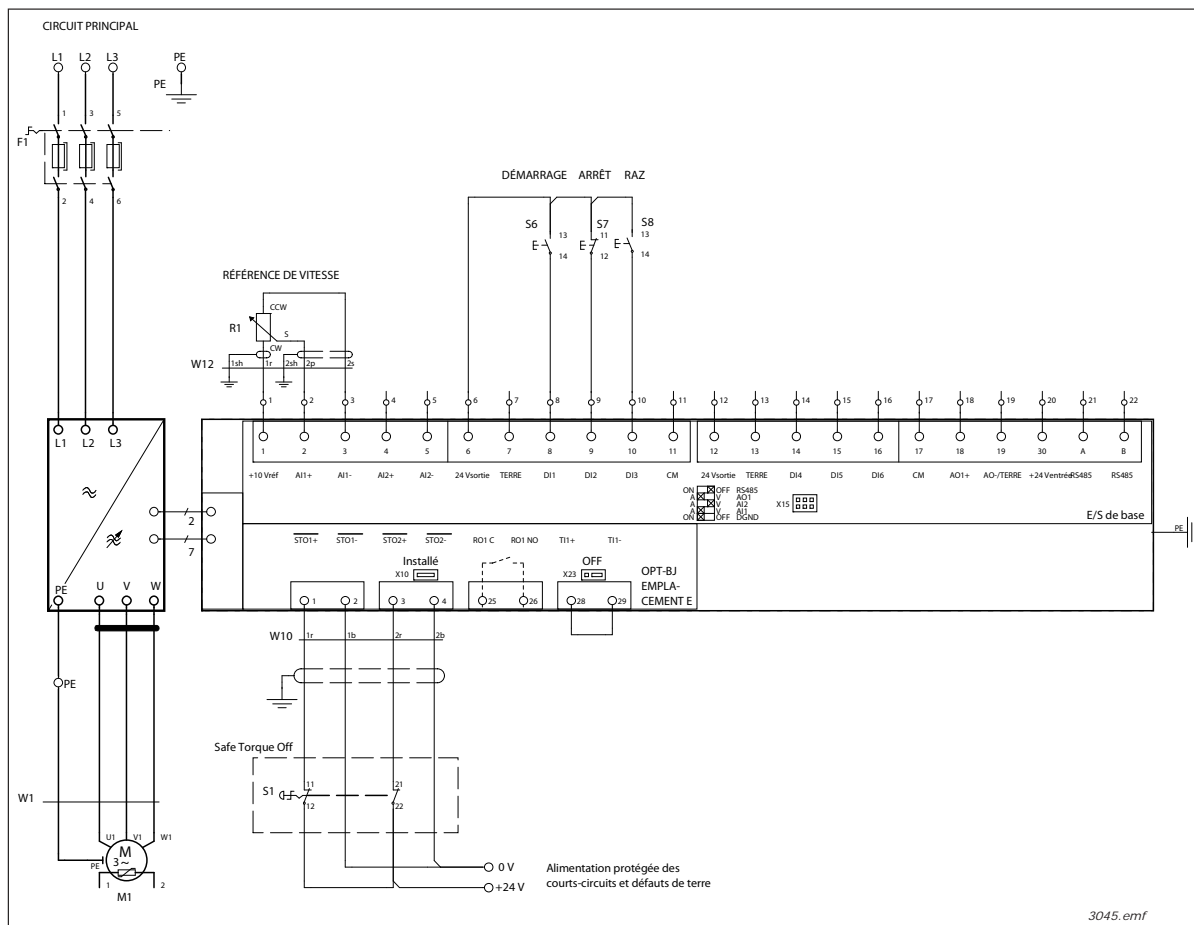 CIRCUIT PRINCIPAL
L1 L2 L3 PE
PE
1 3 5
F1
2 4 6
DÉMARRAGE ARRÊT RAZ
S6 S7 S8
13 11 13
14 12 14
RÉFÉRENCE DE VITESSE
CCW
R1
S
CW
W12 1sh 1r 2sh 2p 2s
1 2 3 4 5 6 7 8 9 10 11 12 13 14 15 16 17 18 19 20 21 22
L1 L2 L3
1 2 3 4 5 6 7 8 9 10 11 12 13 14 15 16 17 18 19 30 A B
+10 Vréf AI1+ AI1- AI2+ AI2- 24 Vsortie TERRE DI1 DI2 DI3 CM 24 Vsortie TERRE DI4 DI5 DI6 CM AO1+ AO-/TERRE +24 Ventrée RS485 RS485
ON OFF RS485
A V AO1
A V AI2
A V AI1
ON OFF DGND
X15
E/S de base
2
7
PE
STO1+ STO1- STO2+ STO2- RO1 C RO1 NO TI1+ TI1-
Installé
X10
OFF
X23
OPT-BJ
EMPLA-
CEMENT E
PE U V W
1 2 3 4 25 26 28 29
W10 1r 1b 2r 2b
PE
Safe Torque Off
S1
11 21
12 22
W1
U1 V1 W1
M
3~
PE
1 2
M1
0 V
+24 V
Alimentation protégée des
courts-circuits et défauts de terre
3045.emf